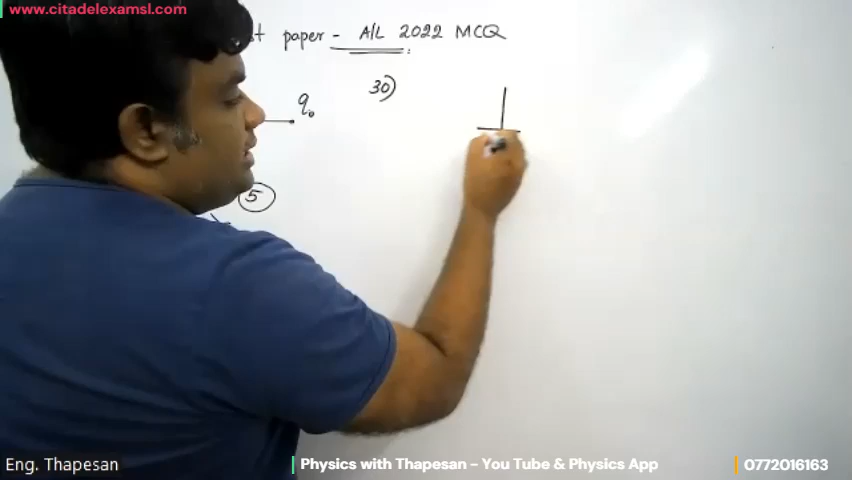 www.citadelexamsl.com
paper - A/L 2022 MCQ
30)
q₀
5
Eng. Thapesan
Physics with Thapesan - You Tube & Physics App
0772016163